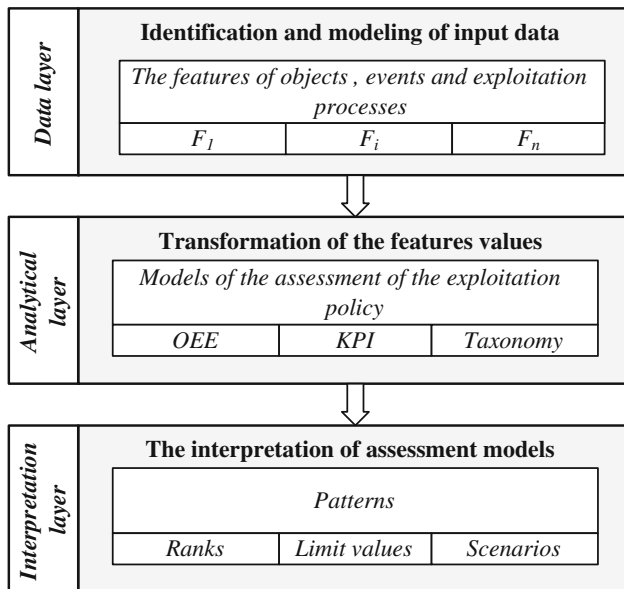 Data layer
Identification and modeling of input data
The features of objects , events and exploitation
processes
F1
Fi
Fn
Analytical
layer
Transformation of the features values
Models of the assessment of the exploitation
policy
OEE
KPI
Taxonomy
Interpretation
layer
The interpretation of assessment models
Patterns
Ranks
Limit values
Scenarios